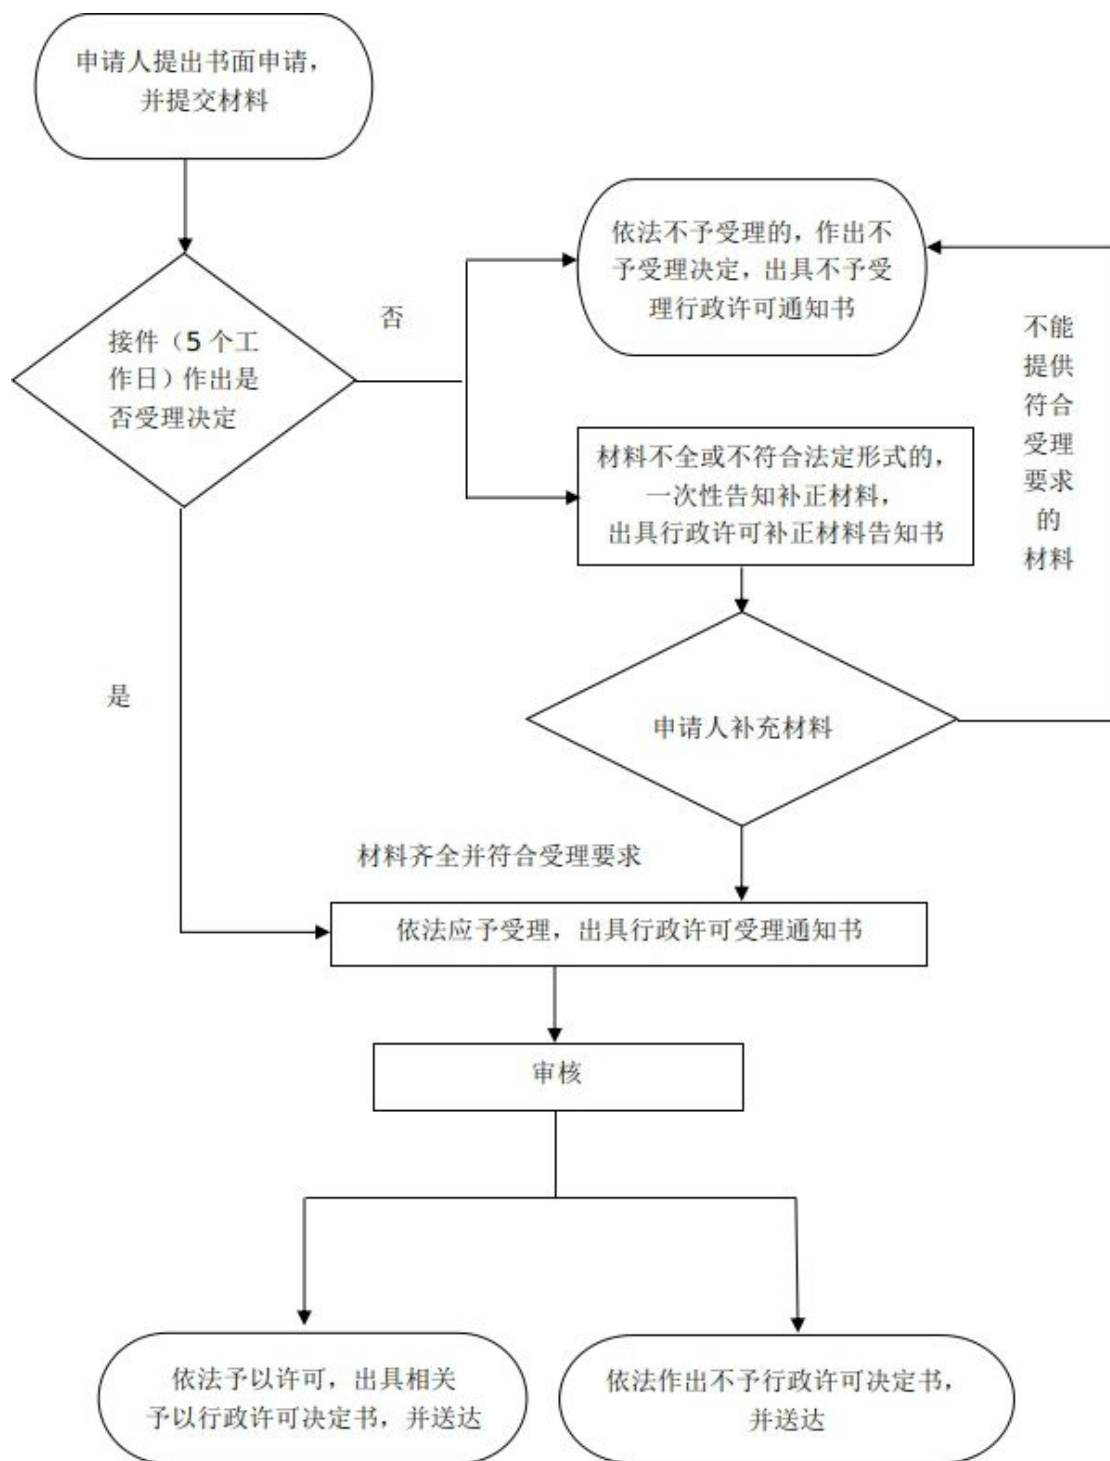 申请人提出书面申请，
并提交材料
依法不予受理的，作出不
予受理决定，出具不予受
理行政许可通知书
否
接件（5 个工
作日）作出是
否受理决定
不能
提供
符合
受理
要求
的
材料
材料不全或不符合法定形式的，
一次性告知补正材料，
出具行政许可补正材料告知书
是
申请人补充材料
材料齐全并符合受理要求
依法应予受理，出具行政许可受理通知书
审核
依法予以许可，出具相关
予以行政许可决定书，并送达
依法作出不予行政许可决定书，
并送达